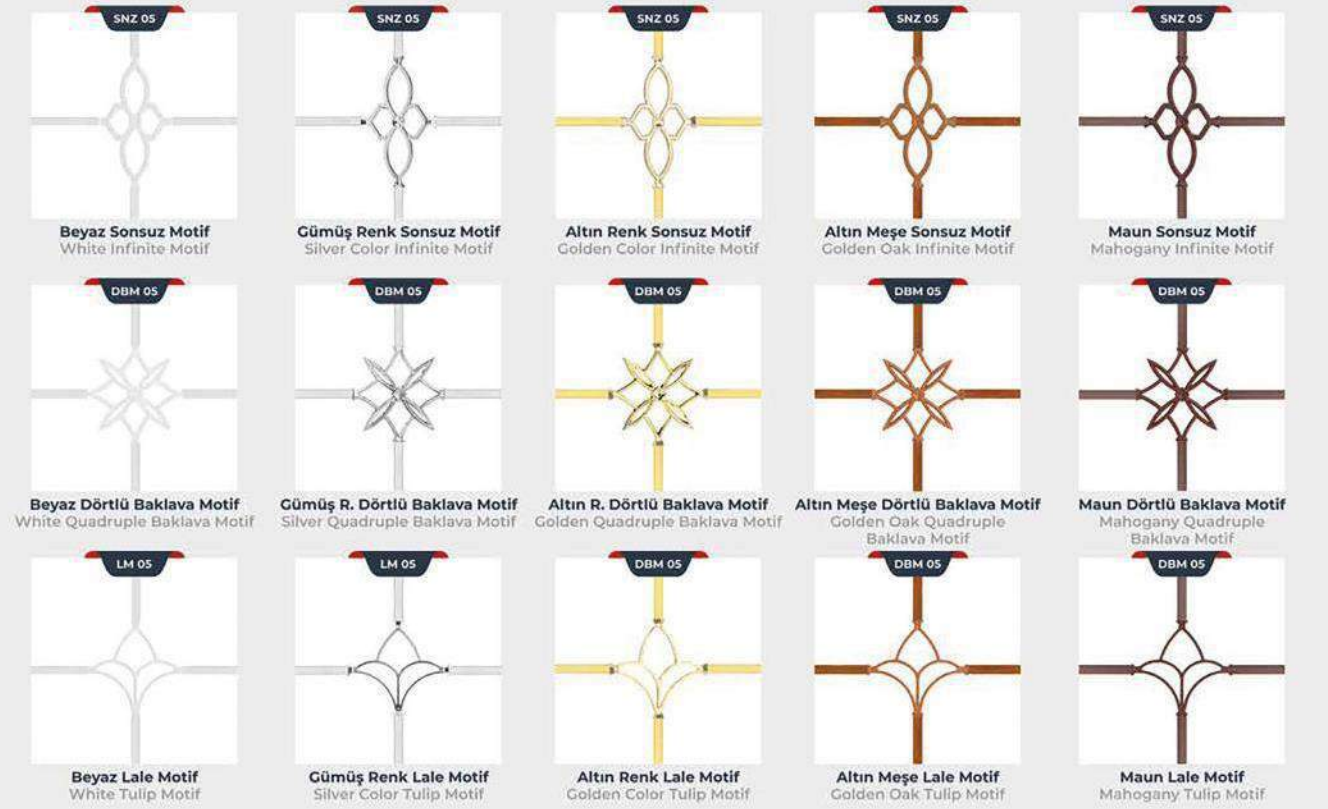 SNZ 05 SNZ 05 SNZ 05 SNZ 05 SNZ 05
Beyaz Sonsuz Motif
White Infinite Motif
Gümüş Renk Sonsuz Motif
Silver Color Infinite Motif
Altın Renk Sonsuz Motif
Golden Color Infinite Motif
Altın Meşe Sonsuz Motif
Golden Oak Infinite Motif
Maun Sonsuz Motif
Mahogany Infinite Motif
DBM 05 DBM 05 DBM 05 DBM 05 DBM 05
Beyaz Dörtlü Baklava Motif
White Quadruple Baklava Motif
Gümüş R. Dörtlü Baklava Motif
Silver Quadruple Baklava Motif
Altın R. Dörtlü Baklava Motif
Golden Quadruple Baklava Motif
Altın Meşe Dörtlü Baklava Motif
Golden Oak Quadruple
Baklava Motif
Maun Dörtlü Baklava Motif
Mahogany Quadruple
Baklava Motif
LM 05 LM 05 DBM 05 DBM 05 DBM 05
Beyaz Lale Motif
White Tulip Motif
Gümüş Renk Lale Motif
Silver Color Tulip Motif
Altın Renk Lale Motif
Golden Color Tulip Motif
Altın Meşe Lale Motif
Golden Oak Tulip Motif
Maun Lale Motif
Mahogany Tulip Motif